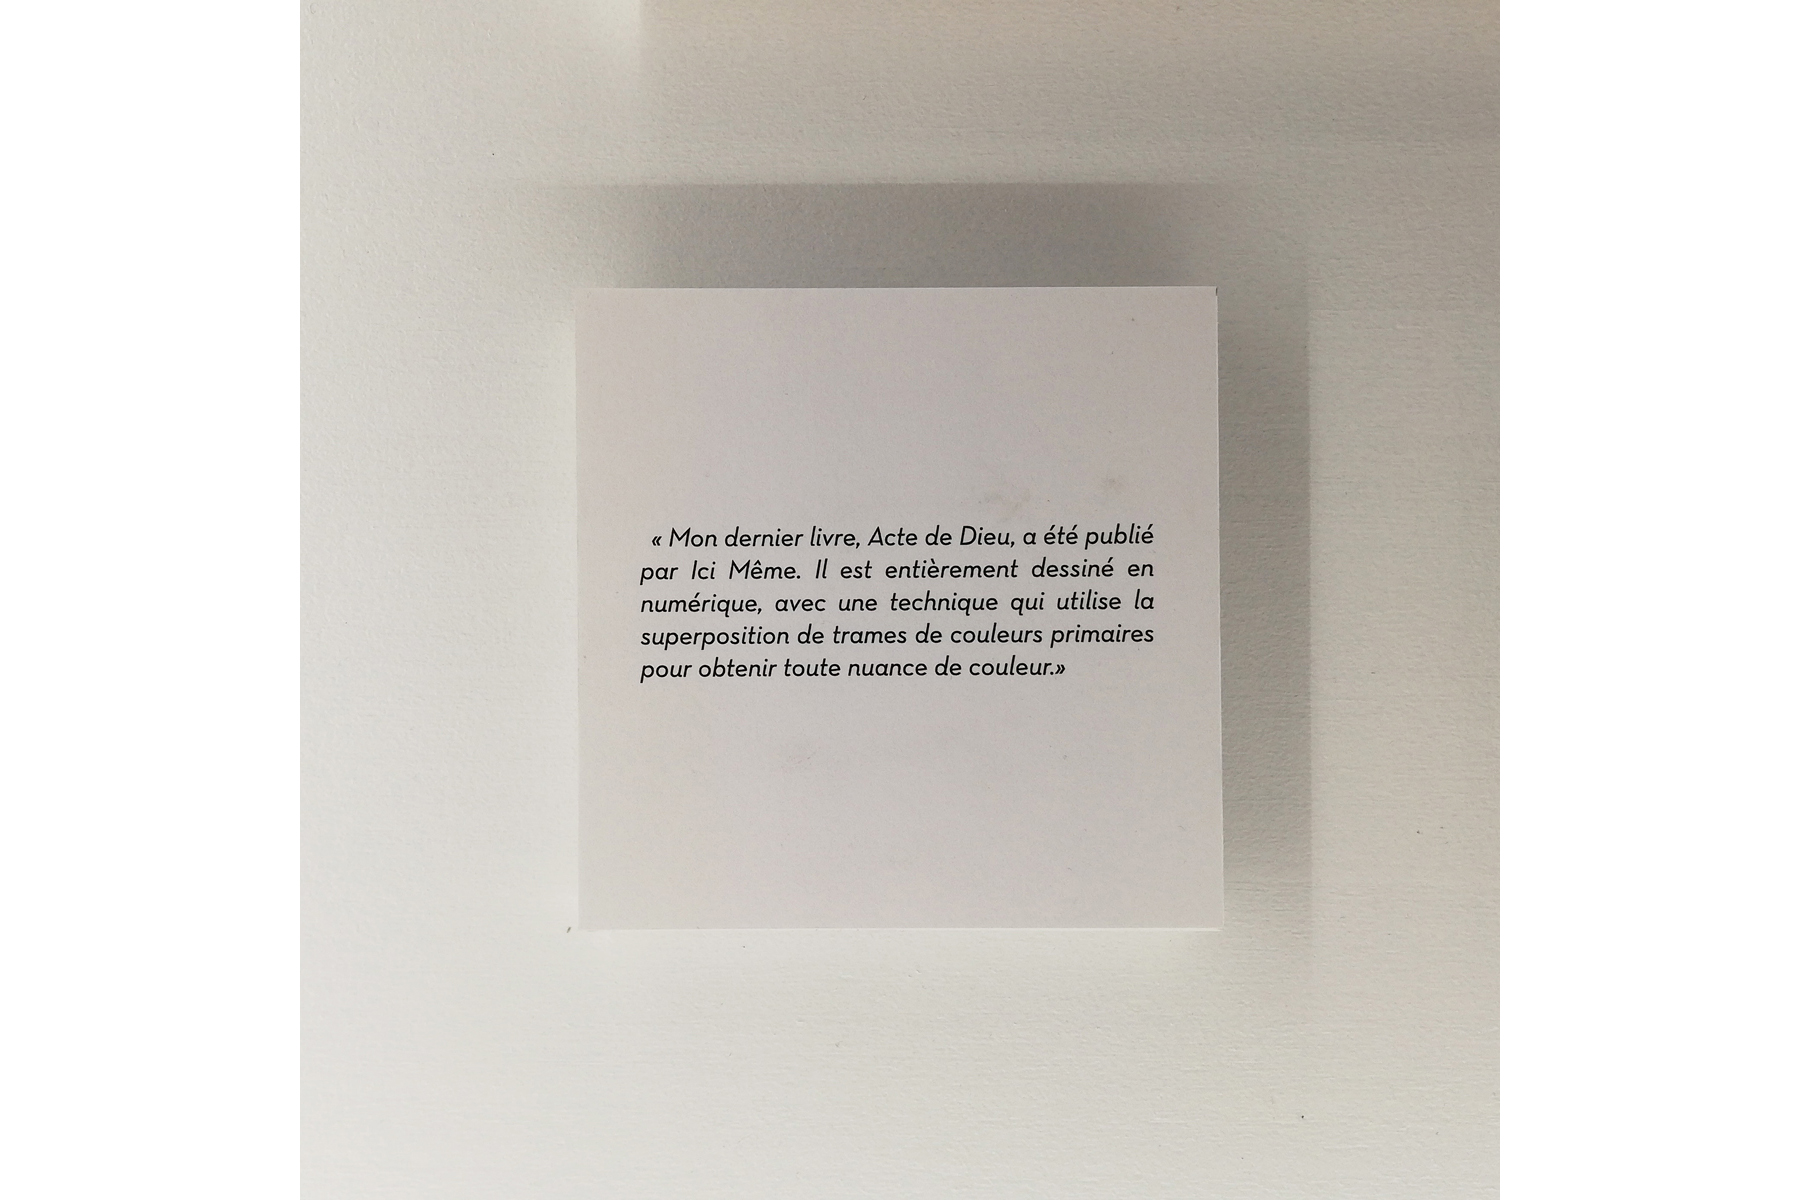 « Mon dernier livre, Acte de Dieu, a été publié
par Ici Même. Il est entièrement dessiné en
numérique, avec une technique qui utilise la
superposition de trames de couleurs primaires
pour obtenir toute nuance de couleur.»